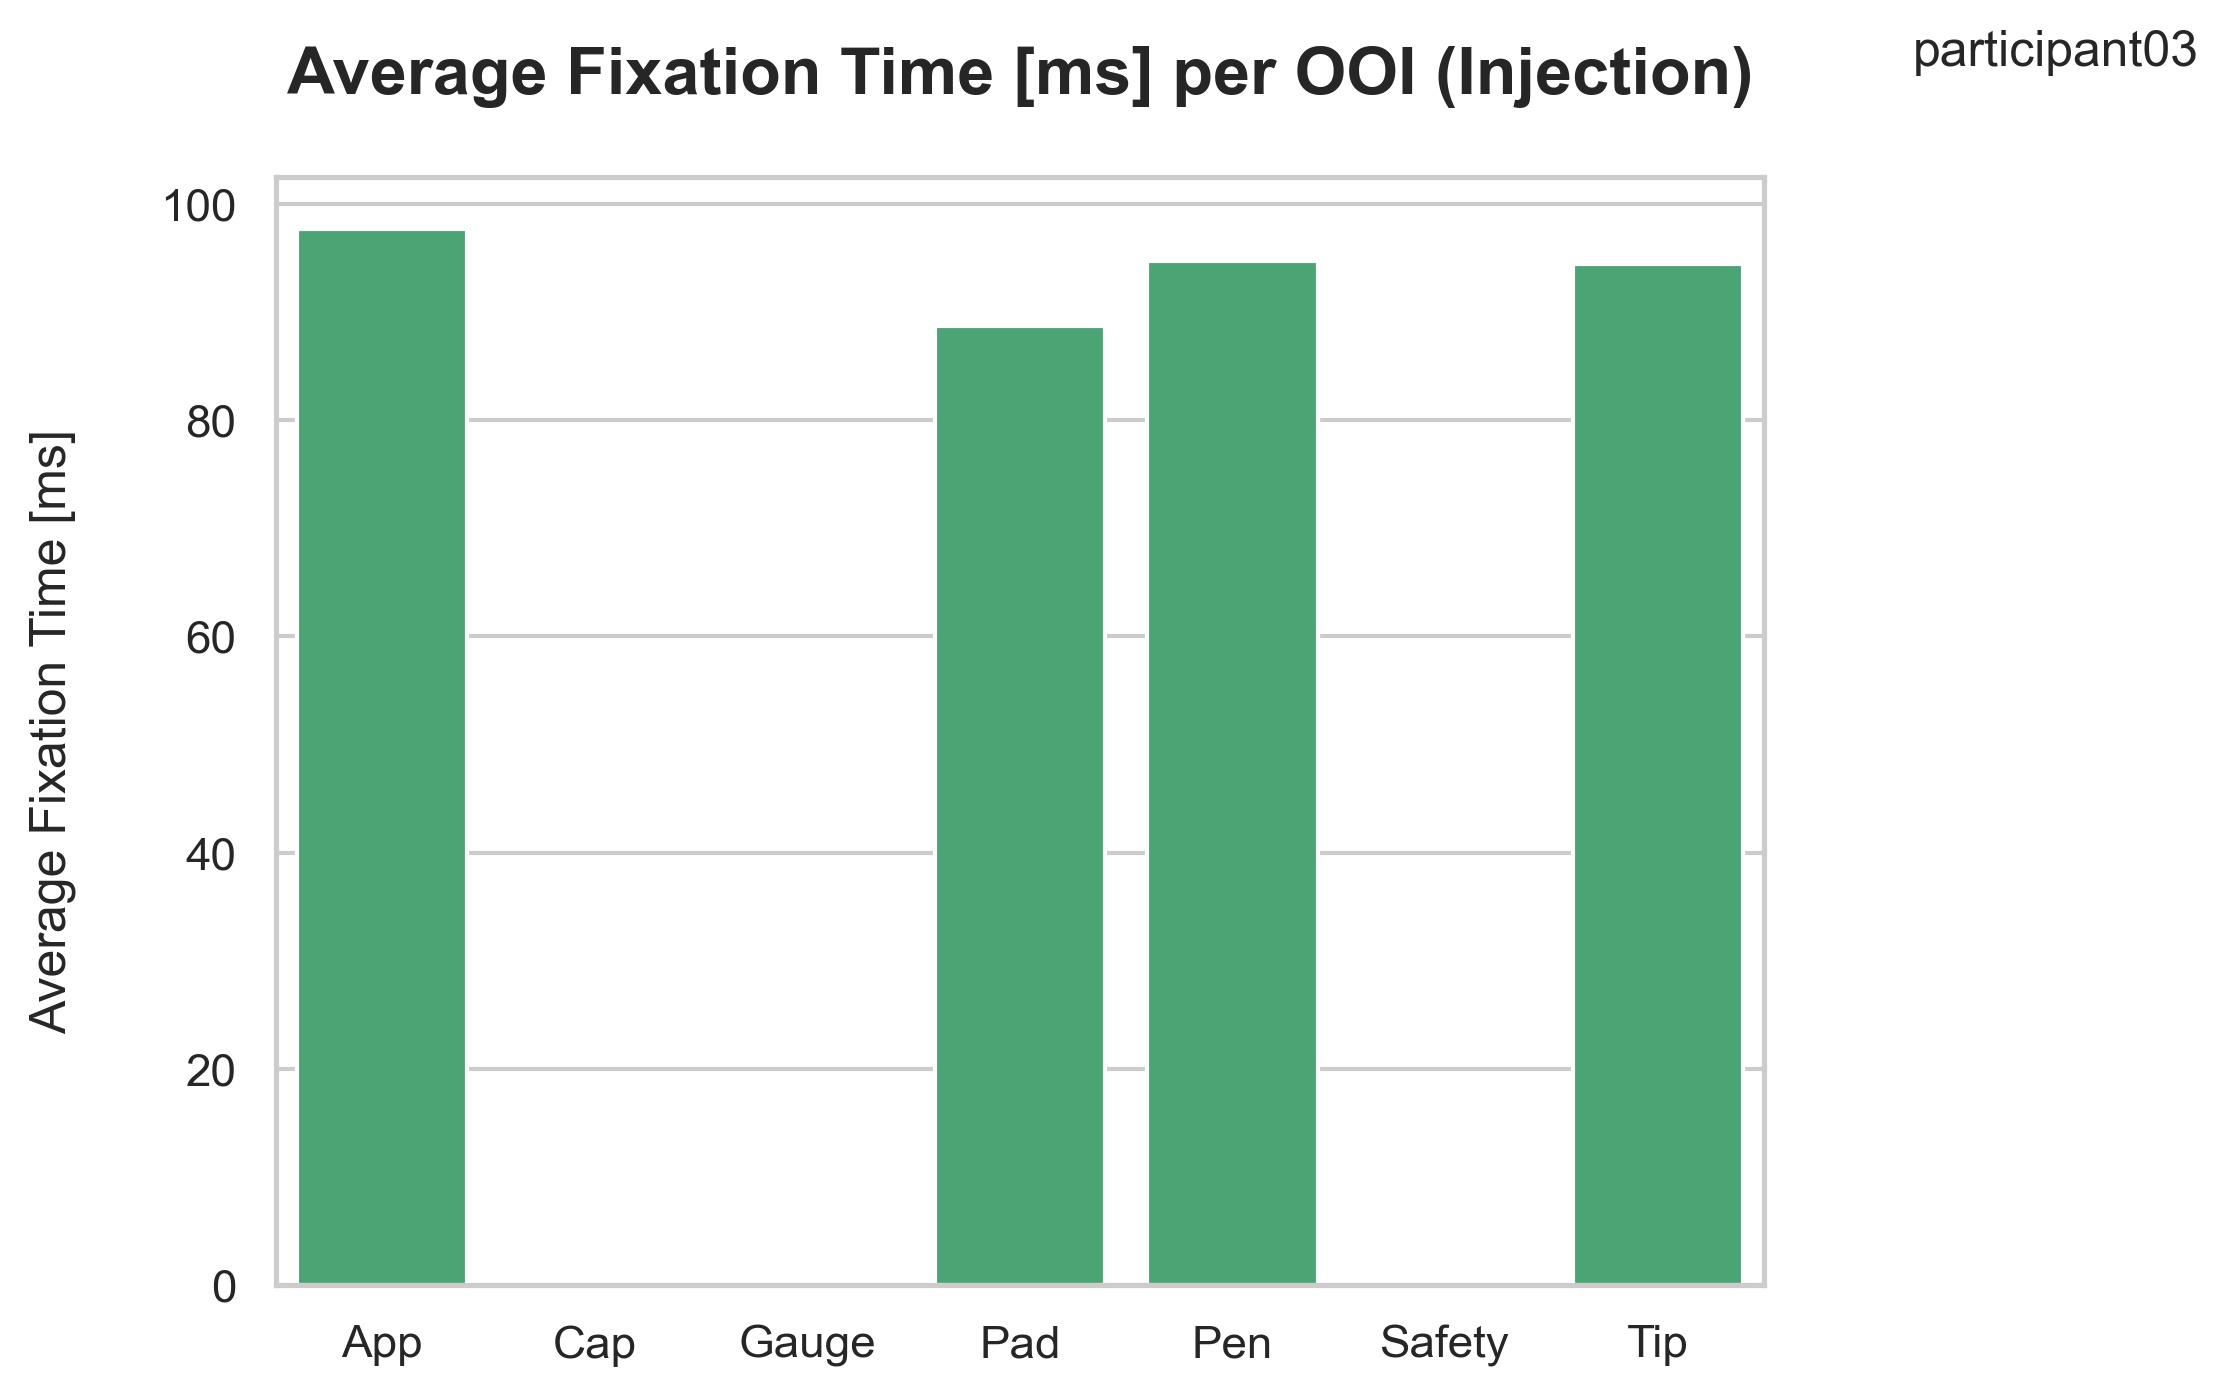 participant03
Average Fixation Time [ms] per OOI (Injection)
Average Fixation Time [ms]
100
80
60
40
20
0
App
Cap
Gauge
Pad
Pen
Safety
Tip